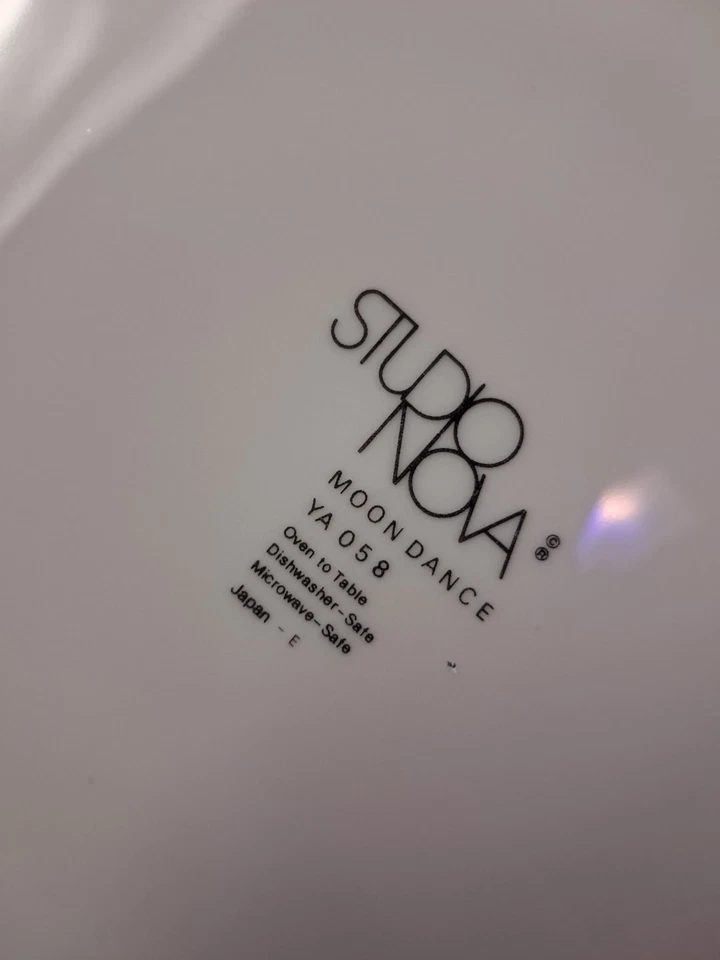 STUDIO
NOVA ©®
MOON DANCE
YA 058
Oven to Table
Dishwasher-Safe
Microwave-Safe
Japan - E